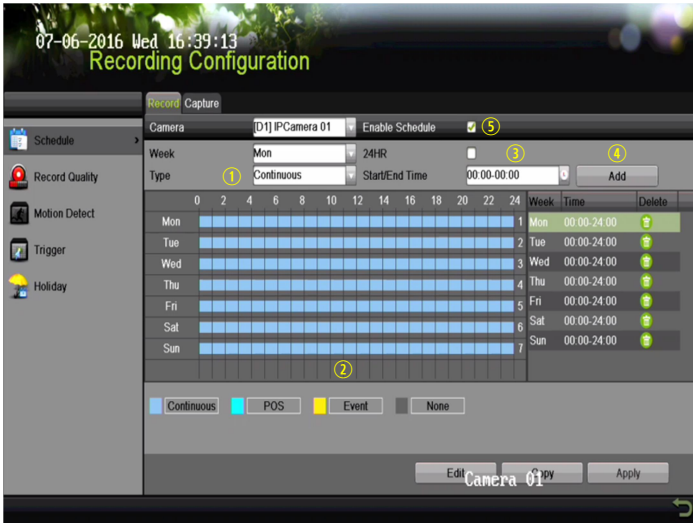 07-06-2016 Wed 16:39:13
Recording Configuration
Record Capture
Camera [D1] IPCamera 01 Enable Schedule ⑤
Schedule
Week Mon 24HR ③ ④
Type ① Continuous Start/End Time 00:00-00:00 Add
Record Quality
Motion Detect
Trigger
Holiday
0 2 4 6 8 10 12 14 16 18 20 22 24 Week Time Delete
Mon 1 Mon 00:00-24:00
Tue 2 Tue 00:00-24:00
Wed 3 Wed 00:00-24:00
Thu 4 Thu 00:00-24:00
Fri 5 Fri 00:00-24:00
Sat 6 Sat 00:00-24:00
Sun 7 Sun 00:00-24:00
②
Continuous POS Event None
Edit Copy Apply
Camera 01